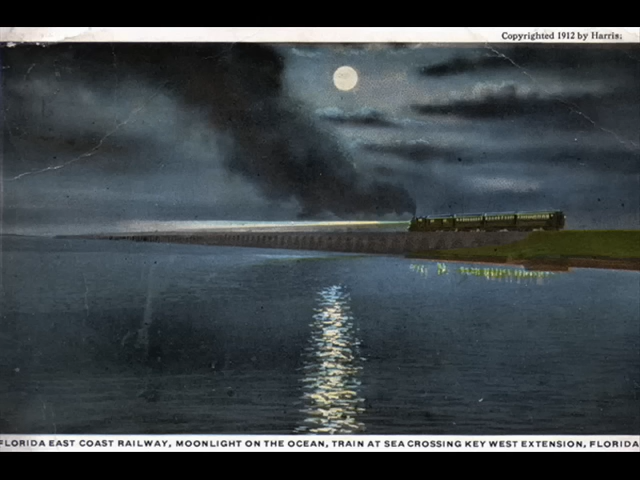 Copyrighted 1912 by Harris.
FLORIDA EAST COAST RAILWAY, MOONLIGHT ON THE OCEAN, TRAIN AT SEA CROSSING KEY WEST EXTENSION, FLORIDA